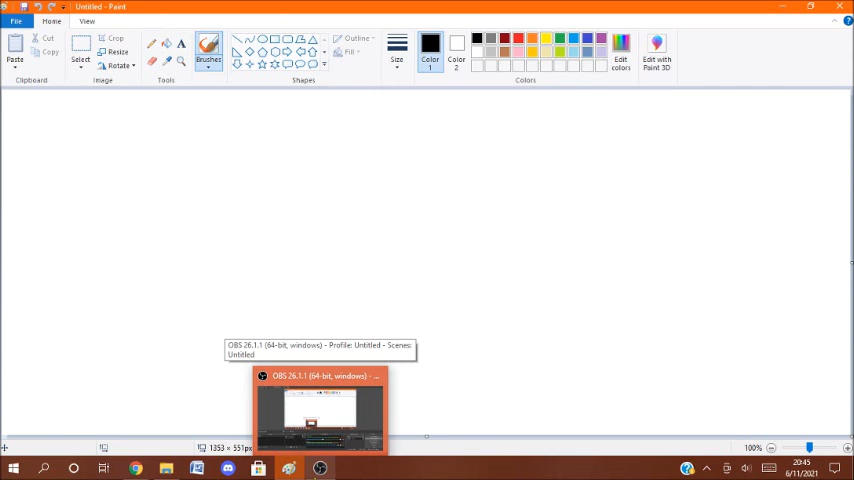 Untitled - Paint
File
Home
View
Paste
Cut
Copy
Clipboard
Select
Crop
Resize
Rotate
Image
A
Tools
Brushes
Outline
Fill
Shapes
Size
Color
1
Color
2
Edit
colors
Edit with
Paint 3D
Colors
OBS 26.1.1 (64-bit, windows) - Profile: Untitled - Scenes:
Untitled
OBS 26.1.1 (64-bit, windows) - ...
1353 × 551px
100%
20:45
6/11/2021